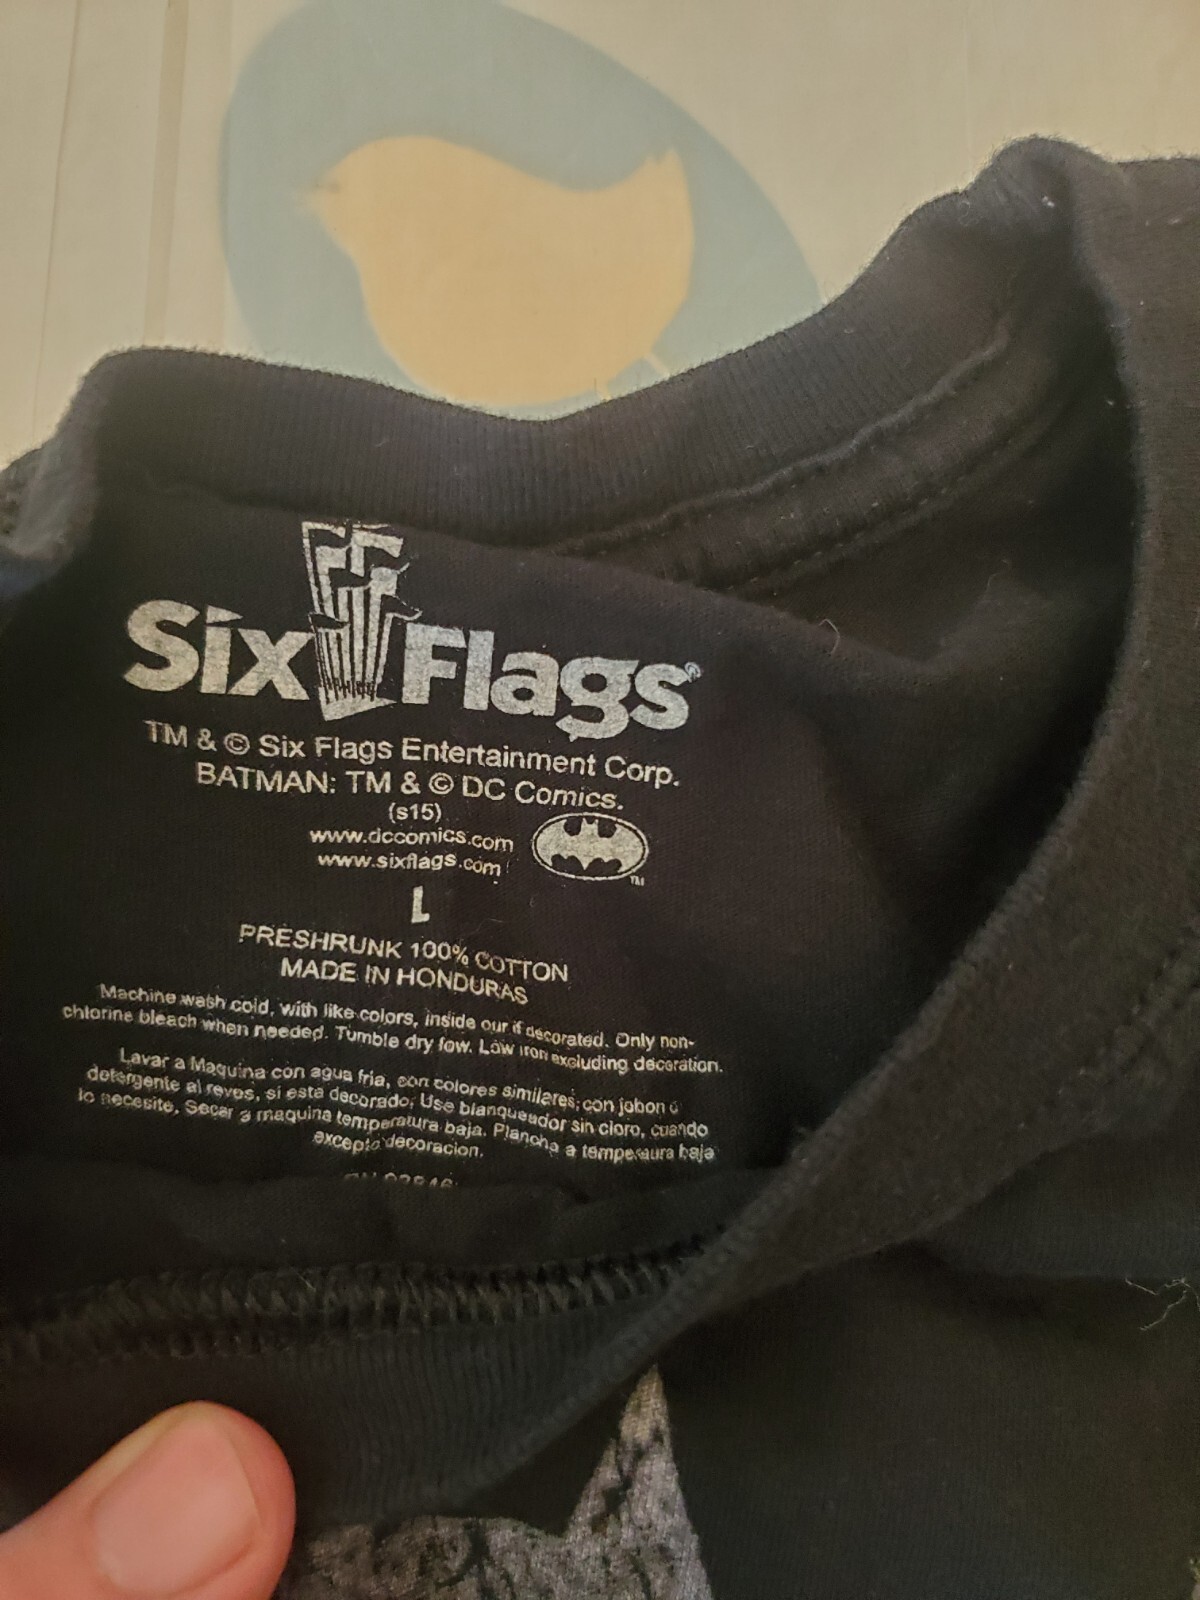 Six Flags®
TM & © Six Flags Entertainment Corp.
BATMAN: TM & © DC Comics.
(s15)
www.dccomics.com
www.sixflags.com
TM
L
PRESHRUNK 100% COTTON
MADE IN HONDURAS
Machine wash cold, with like colors, inside our if decorated. Only non-
chlorine bleach when needed. Tumble dry low. Low iron excluding decoration.
Lavar a Maquina con agua fria, con colores similares, con jabon o
detergente al reves, si esta decorado, Use blanqueador sin cloro, cuando
lo necesite, Secar a maquina temperatura baja. Plancha a temperaura baja
excepto decoracion.